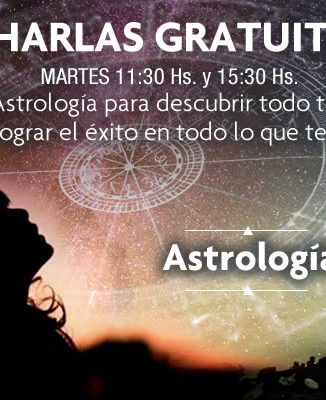 HARLAS GRATUIT
MARTES 11:30 Hs. y 15:30 Hs.
Astrología para descubrir todo t
ograr el éxito en todo lo que te
Astrología